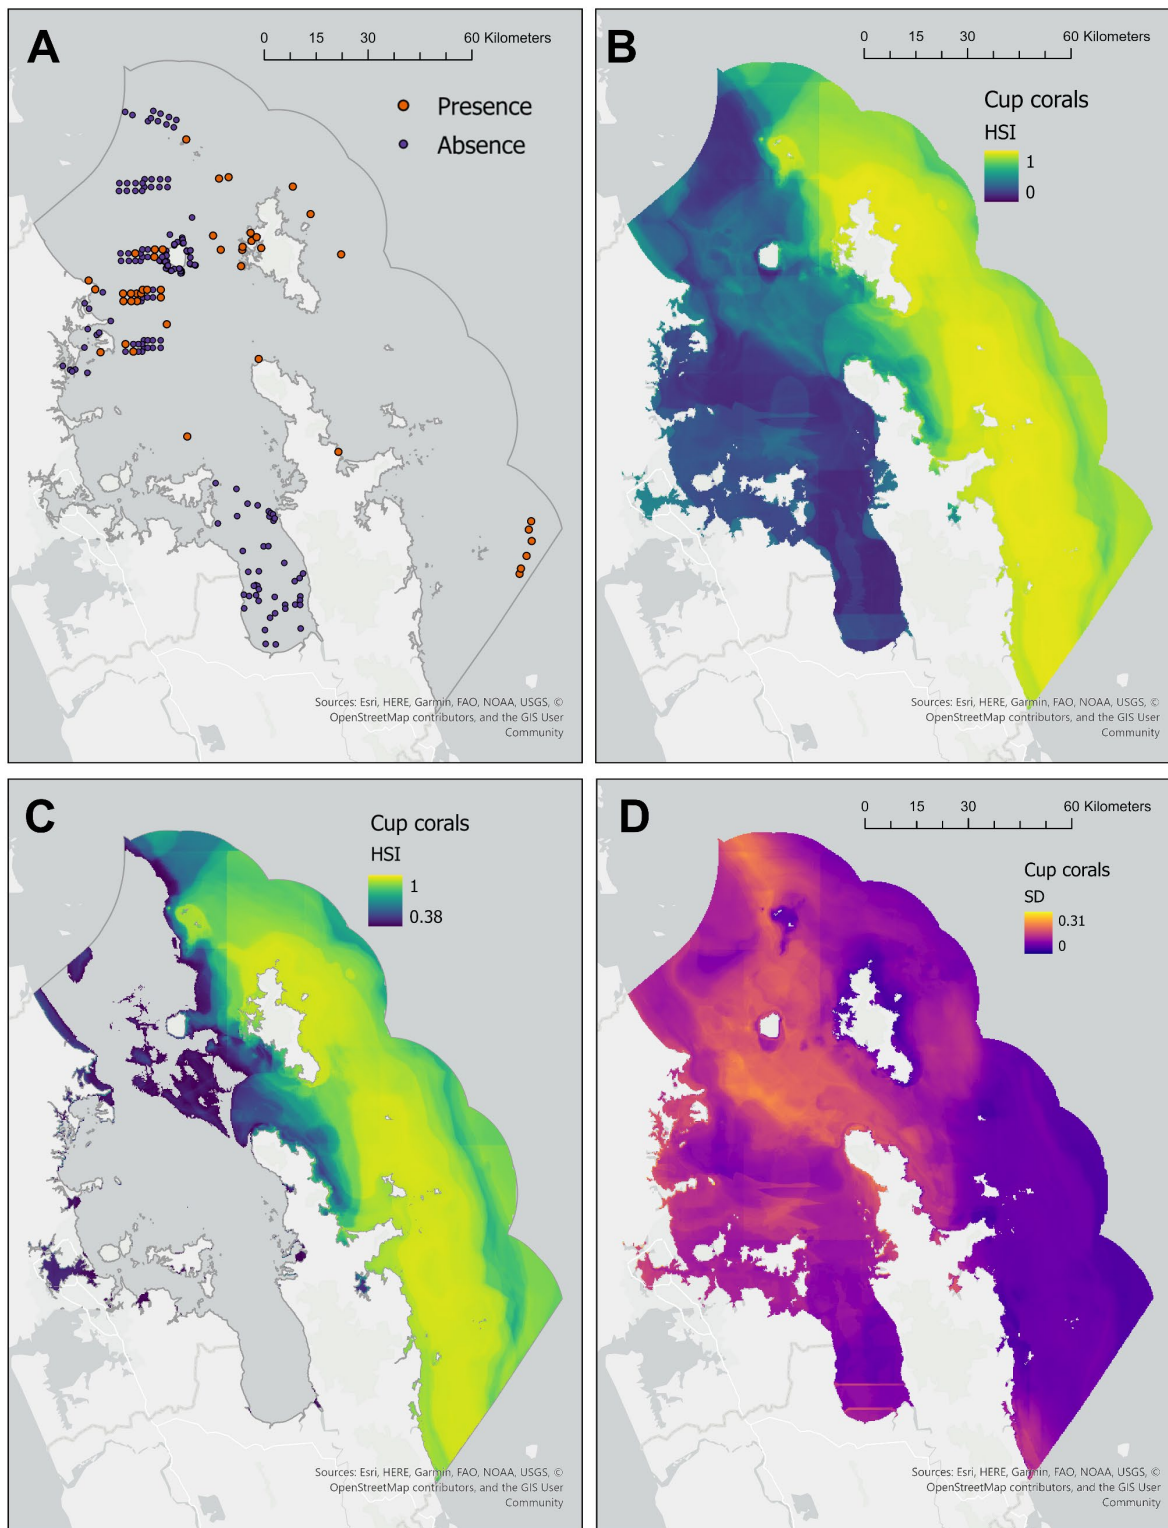 A
0 15 30 60 Kilometers
Presence
Absence
Sources: Esri, HERE, Garmin, FAO, NOAA, USGS, ©
OpenStreetMap contributors, and the GIS User
Community
B
0 15 30 60 Kilometers
Cup corals
HSI
1
0
Sources: Esri, HERE, Garmin, FAO, NOAA, USGS, ©
OpenStreetMap contributors, and the GIS User
Community
C
Cup corals
HSI
1
0.38
Sources: Esri, HERE, Garmin, FAO, NOAA, USGS, ©
OpenStreetMap contributors, and the GIS User
Community
D
0 15 30 60 Kilometers
Cup corals
SD
0.31
0
Sources: Esri, HERE, Garmin, FAO, NOAA, USGS, ©
OpenStreetMap contributors, and the GIS User
Community